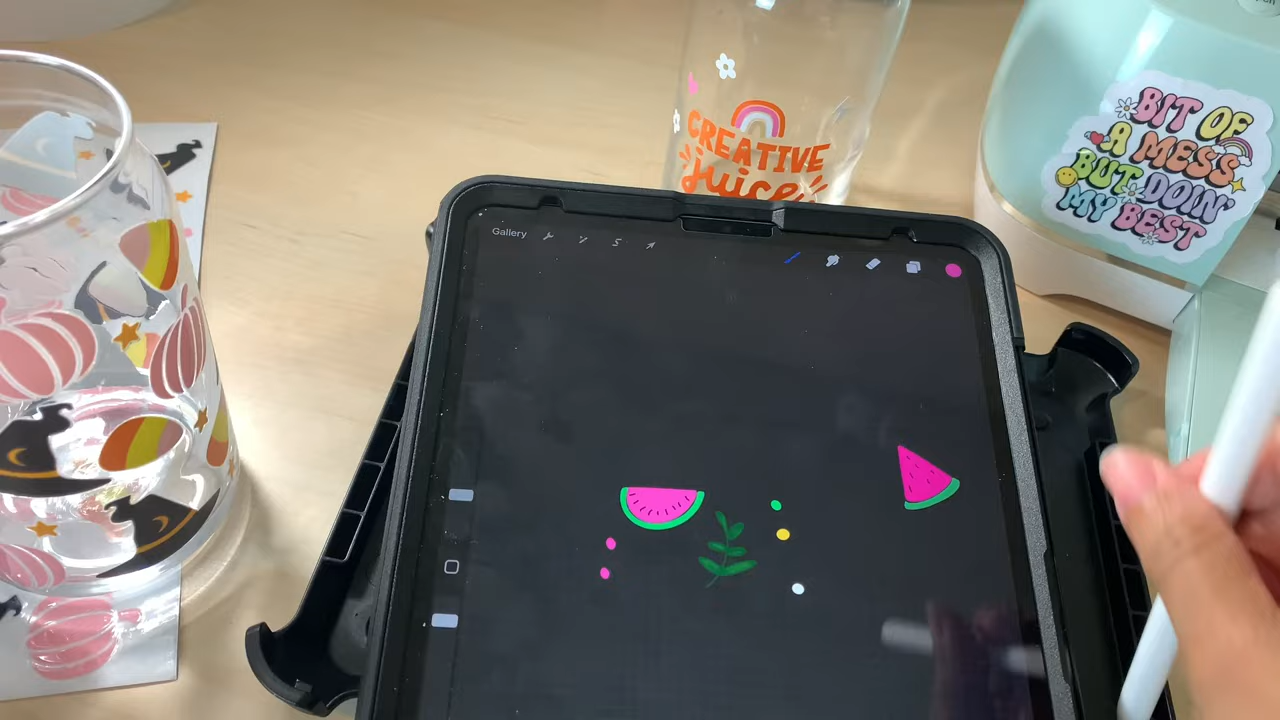 CREATIVE
juice
BIT OF
A MESS
BUT DOIN'
MY BEST
Gallery